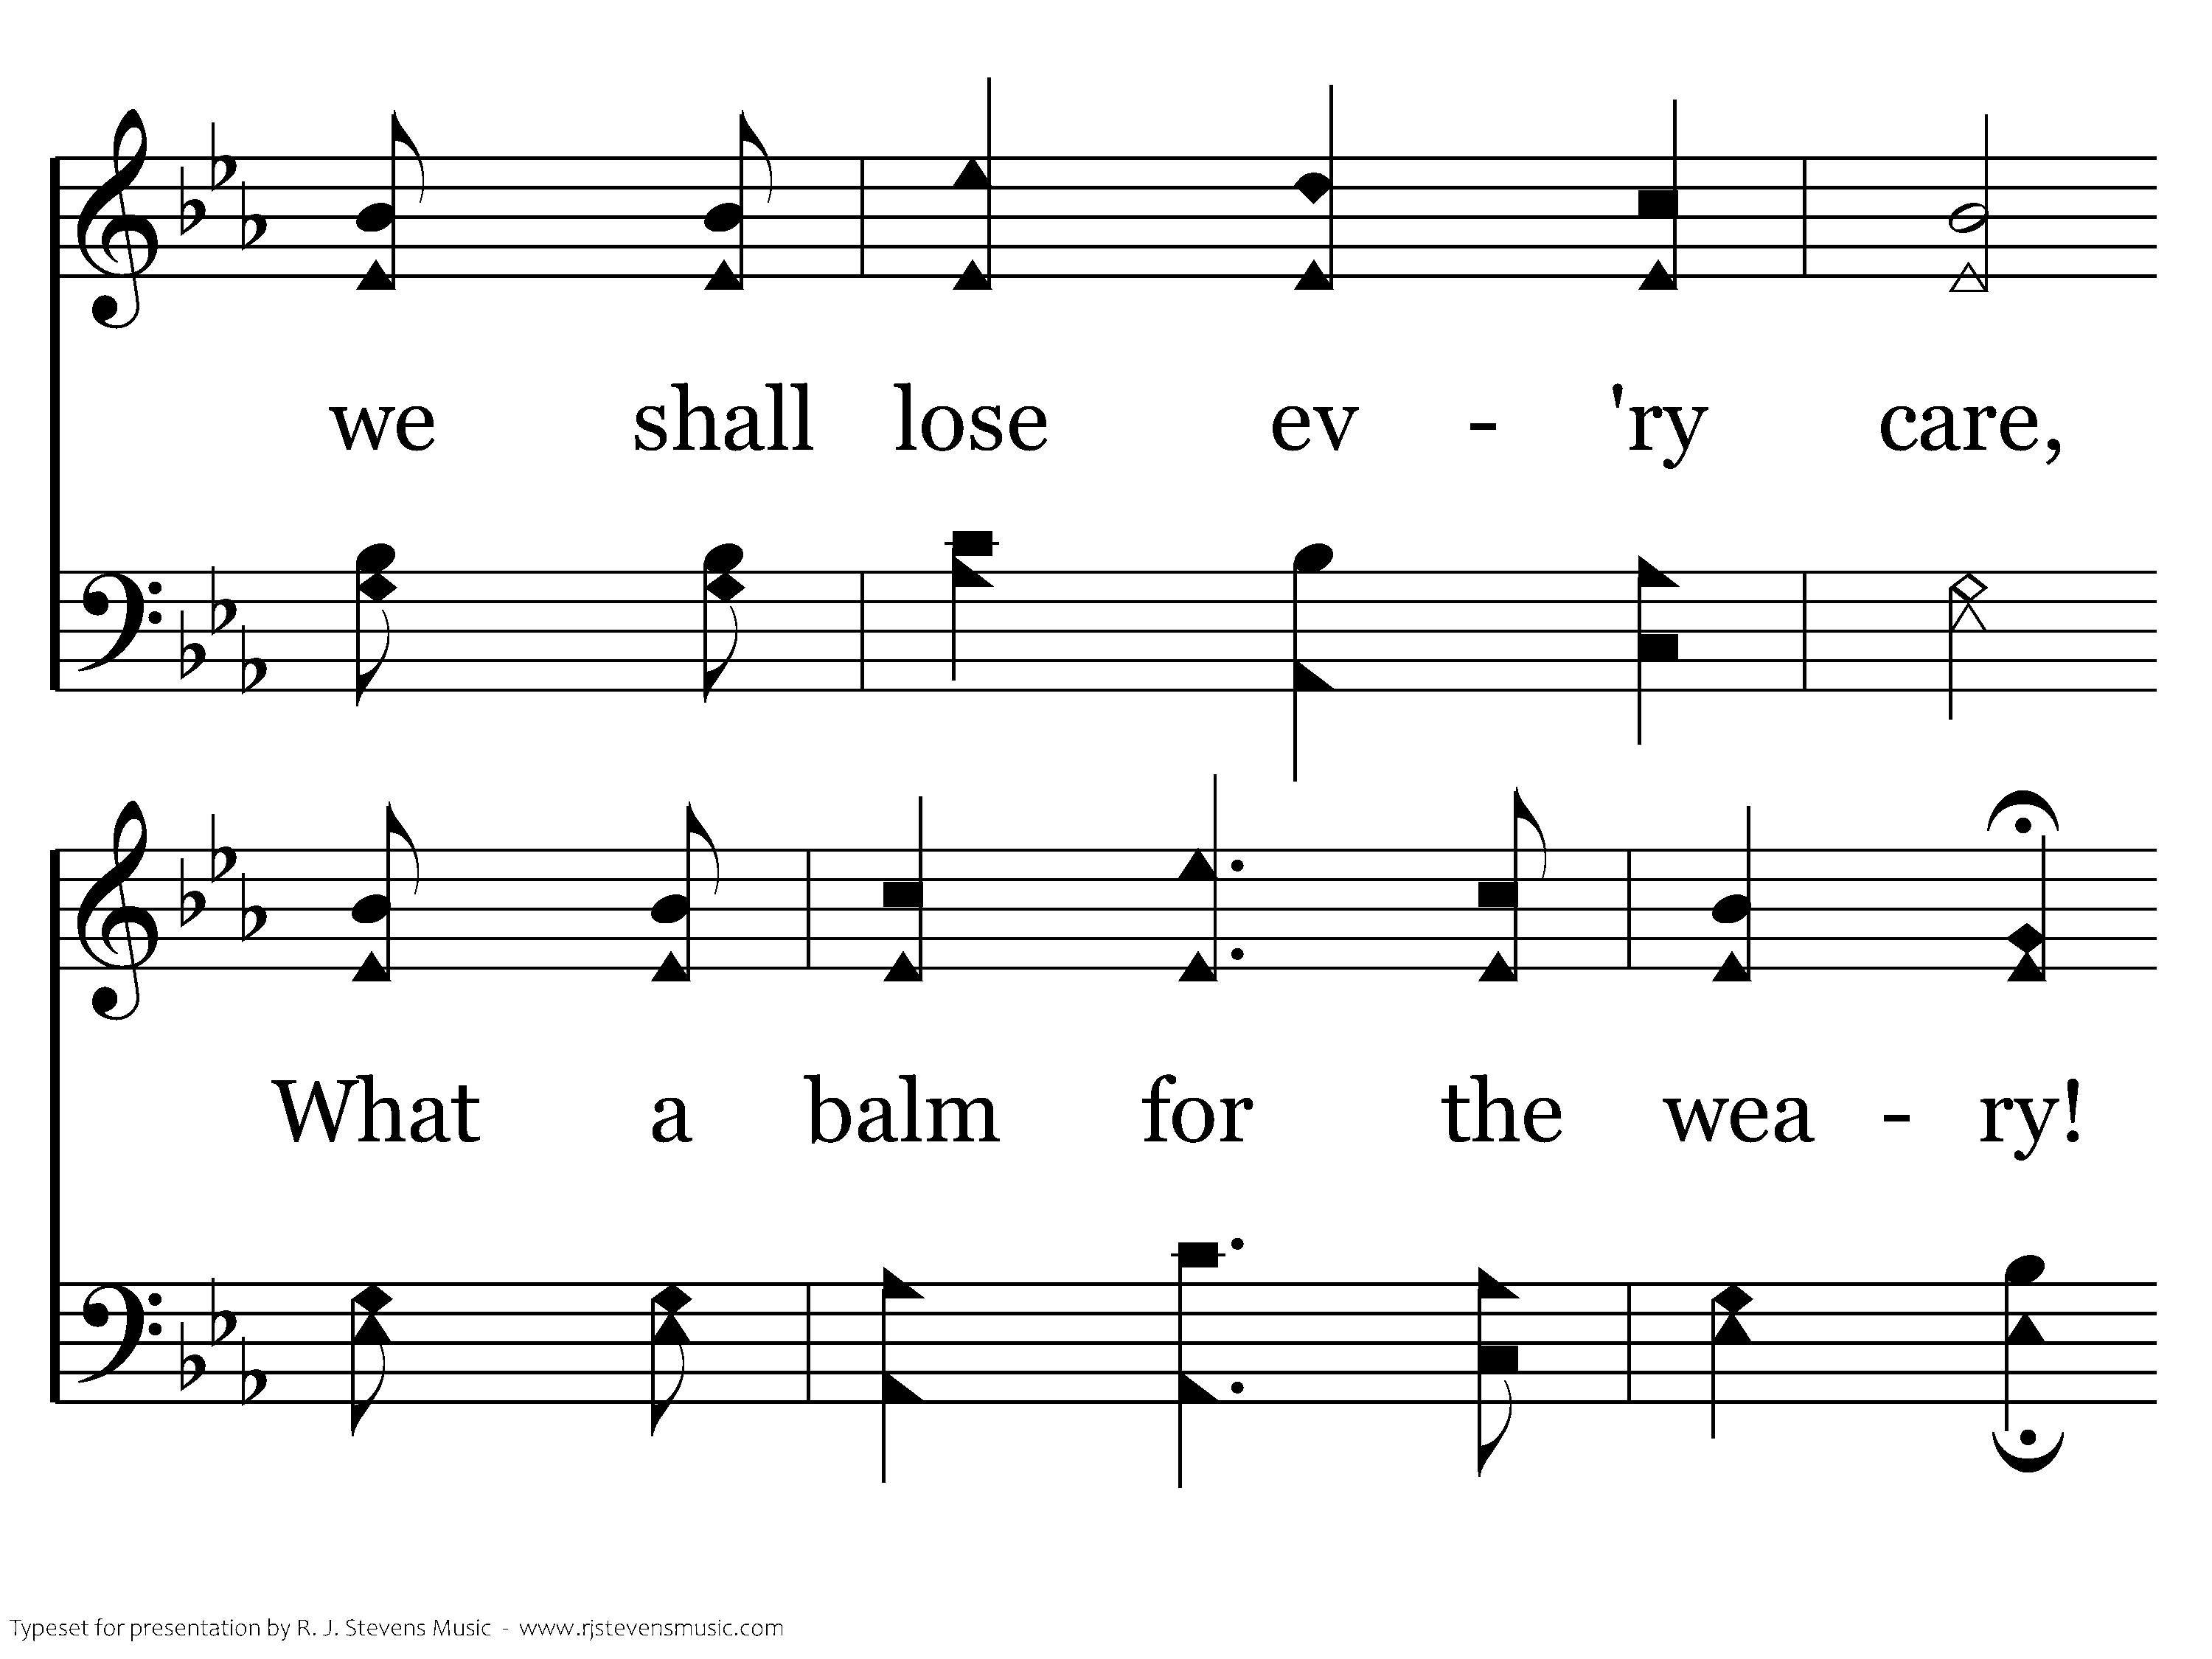 we shall lose ev - 'ry care,
What a balm for the wea - ry!
Typeset for presentation by R. J. Stevens Music - www.rjstevensmusic.com